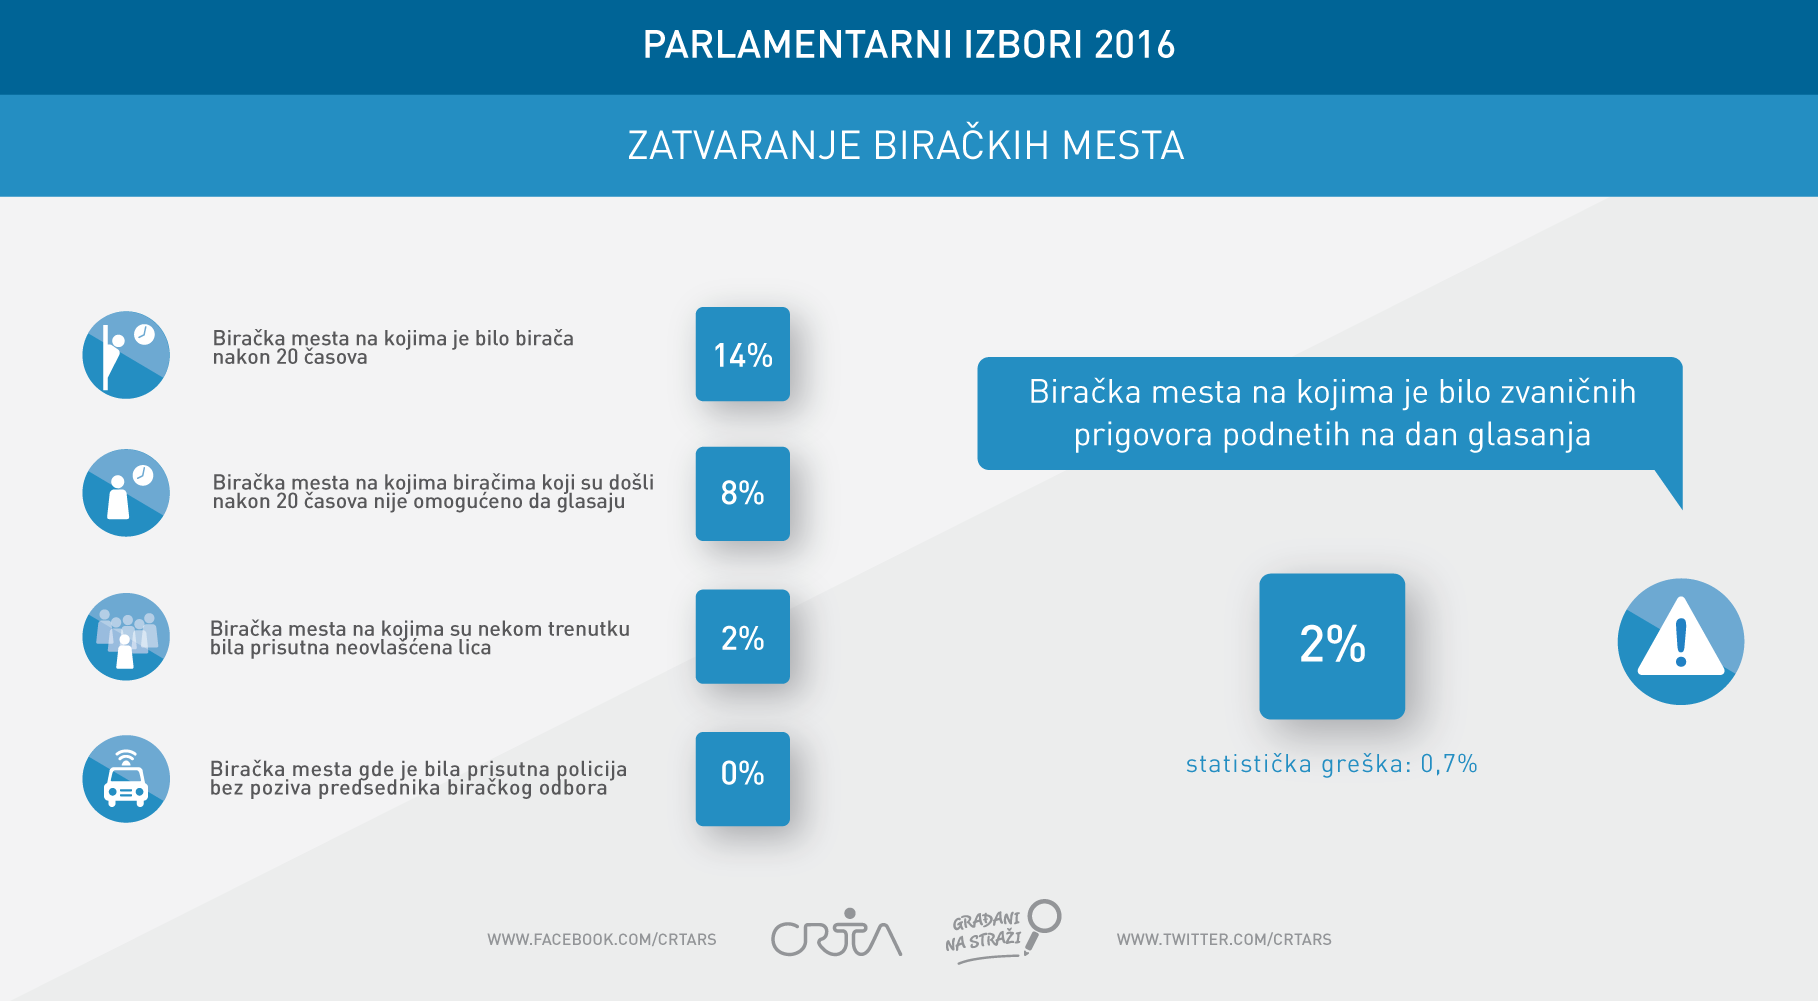 PARLAMENTARNI IZBORI 2016
ZATVARANJE BIRAČKIH MESTA
Biračka mesta na kojima je bilo birača
nakon 20 časova
14%
Biračka mesta na kojima biračima koji su došli
nakon 20 časova nije omogućeno da glasaju
8%
Biračka mesta na kojima su nekom trenutku
bila prisutna neovlašćena lica
2%
Biračka mesta gde je bila prisutna policija
bez poziva predsednika biračkog odbora
0%
Biračka mesta na kojima je bilo zvaničnih
prigovora podnetih na dan glasanja
2%
statistička greška: 0,7%
WWW.FACEBOOK.COM/CRTARS
CRTA
GRAĐANI
NA STRAŽI
WWW.TWITTER.COM/CRTARS